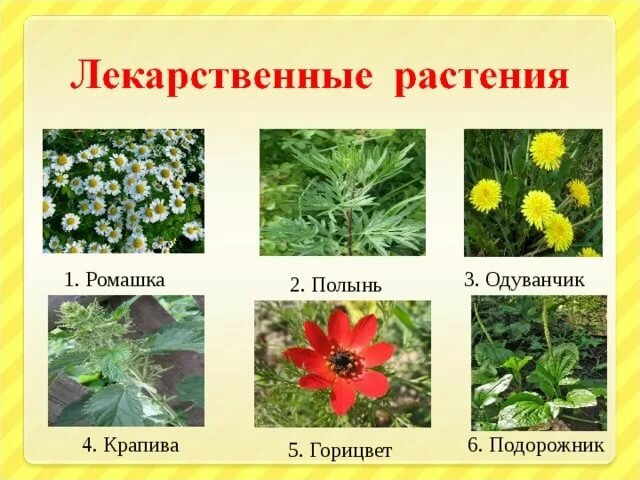 Лекарственные растения
1. Ромашка
2. Полынь
3. Одуванчик
4. Крапива
5. Горицвет
6. Подорожник